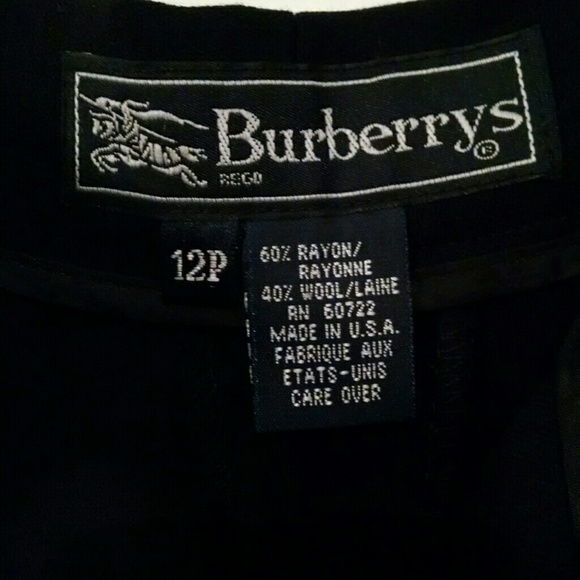 Burberrys
REGD ®
12P
60% RAYON/
RAYONNE
40% WOOL/LAINE
RN 60722
MADE IN U.S.A.
FABRIQUE AUX
ETATS-UNIS
CARE OVER